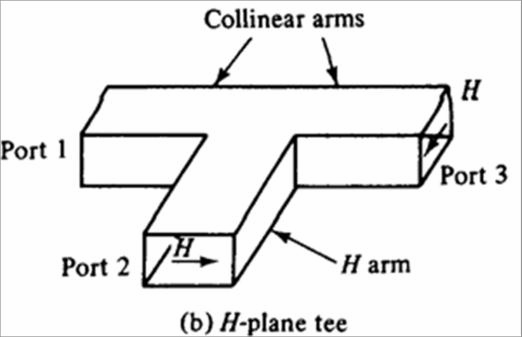 Collinear arms
H
Port 1
Port 3
H
Port 2
H arm
(b) H-plane tee